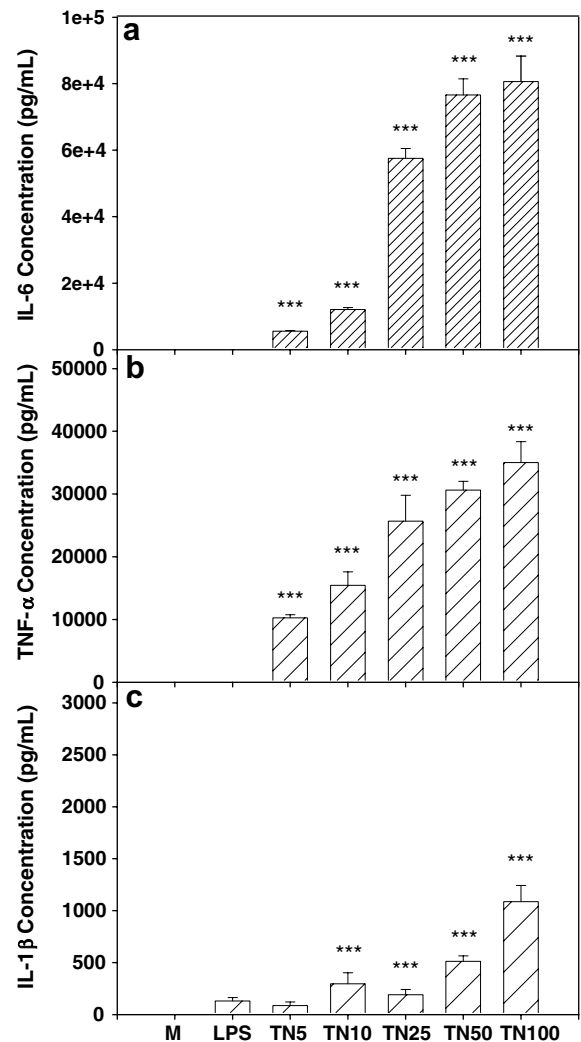 a
IL-6 Concentration (pg/mL)
1e+5
8e+4
6e+4
4e+4
2e+4
0
***
***
***
***
***
b
TNF-α Concentration (pg/mL)
50000
40000
30000
20000
10000
0
***
***
***
***
***
c
IL-1β Concentration (pg/mL)
3000
2500
2000
1500
1000
500
0
***
***
***
***
M LPS TN5 TN10 TN25 TN50 TN100